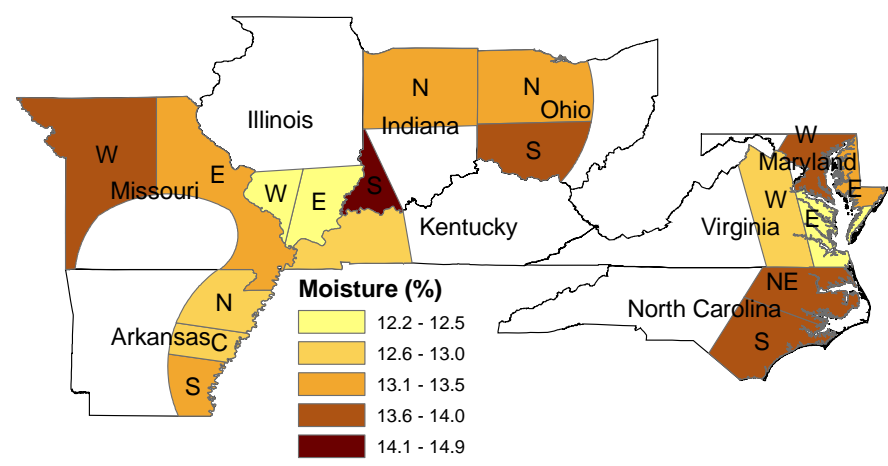 W
N
N
Illinois
Indiana
Ohio
W
Maryland
W
E
S
Missouri
W
E
S
E
W
E
Kentucky
Virginia
N
Moisture (%)
NE
North Carolina
12.2 - 12.5
Arkansas
C
12.6 - 13.0
S
S
13.1 - 13.5
13.6 - 14.0
14.1 - 14.9